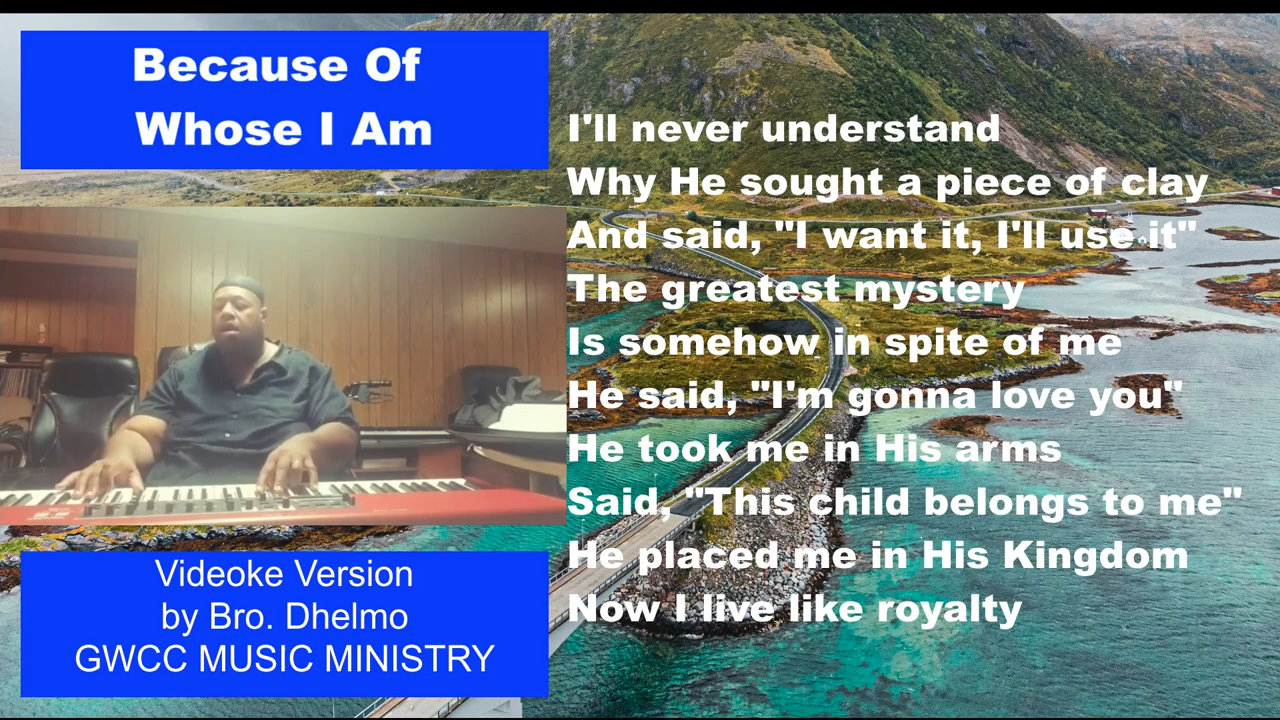 Because Of
Whose I Am
I'll never understand
Why He sought a piece of clay
And said, "I want it, I'll use it"
The greatest mystery
Is somehow in spite of me
He said, "I'm gonna love you"
He took me in His arms
Said, "This child belongs to me"
He placed me in His Kingdom
Now I live like royalty
Videoke Version
by Bro. Dhelmo
GWCC MUSIC MINISTRY